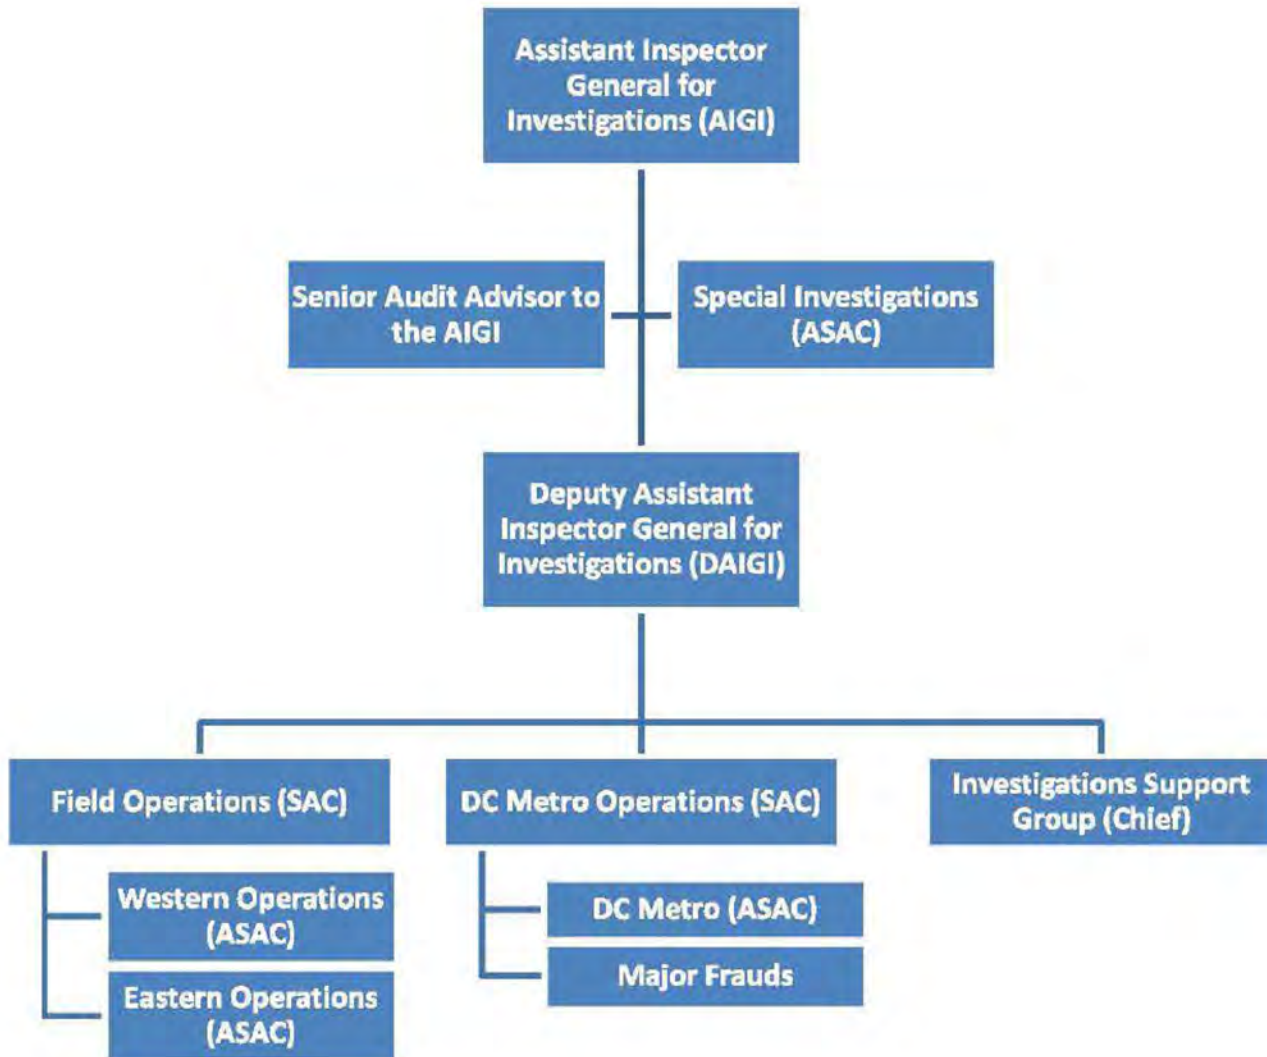 Assistant Inspector
General for
Investigations (AIGI)
Senior Audit Advisor to
the AIGI
Special Investigations
(ASAC)
Deputy Assistant
Inspector General for
Investigations (DAIGI)
Field Operations (SAC)
Western Operations
(ASAC)
Eastern Operations
(ASAC)
DC Metro Operations (SAC)
DC Metro (ASAC)
Major Frauds
Investigations Support
Group (Chief)